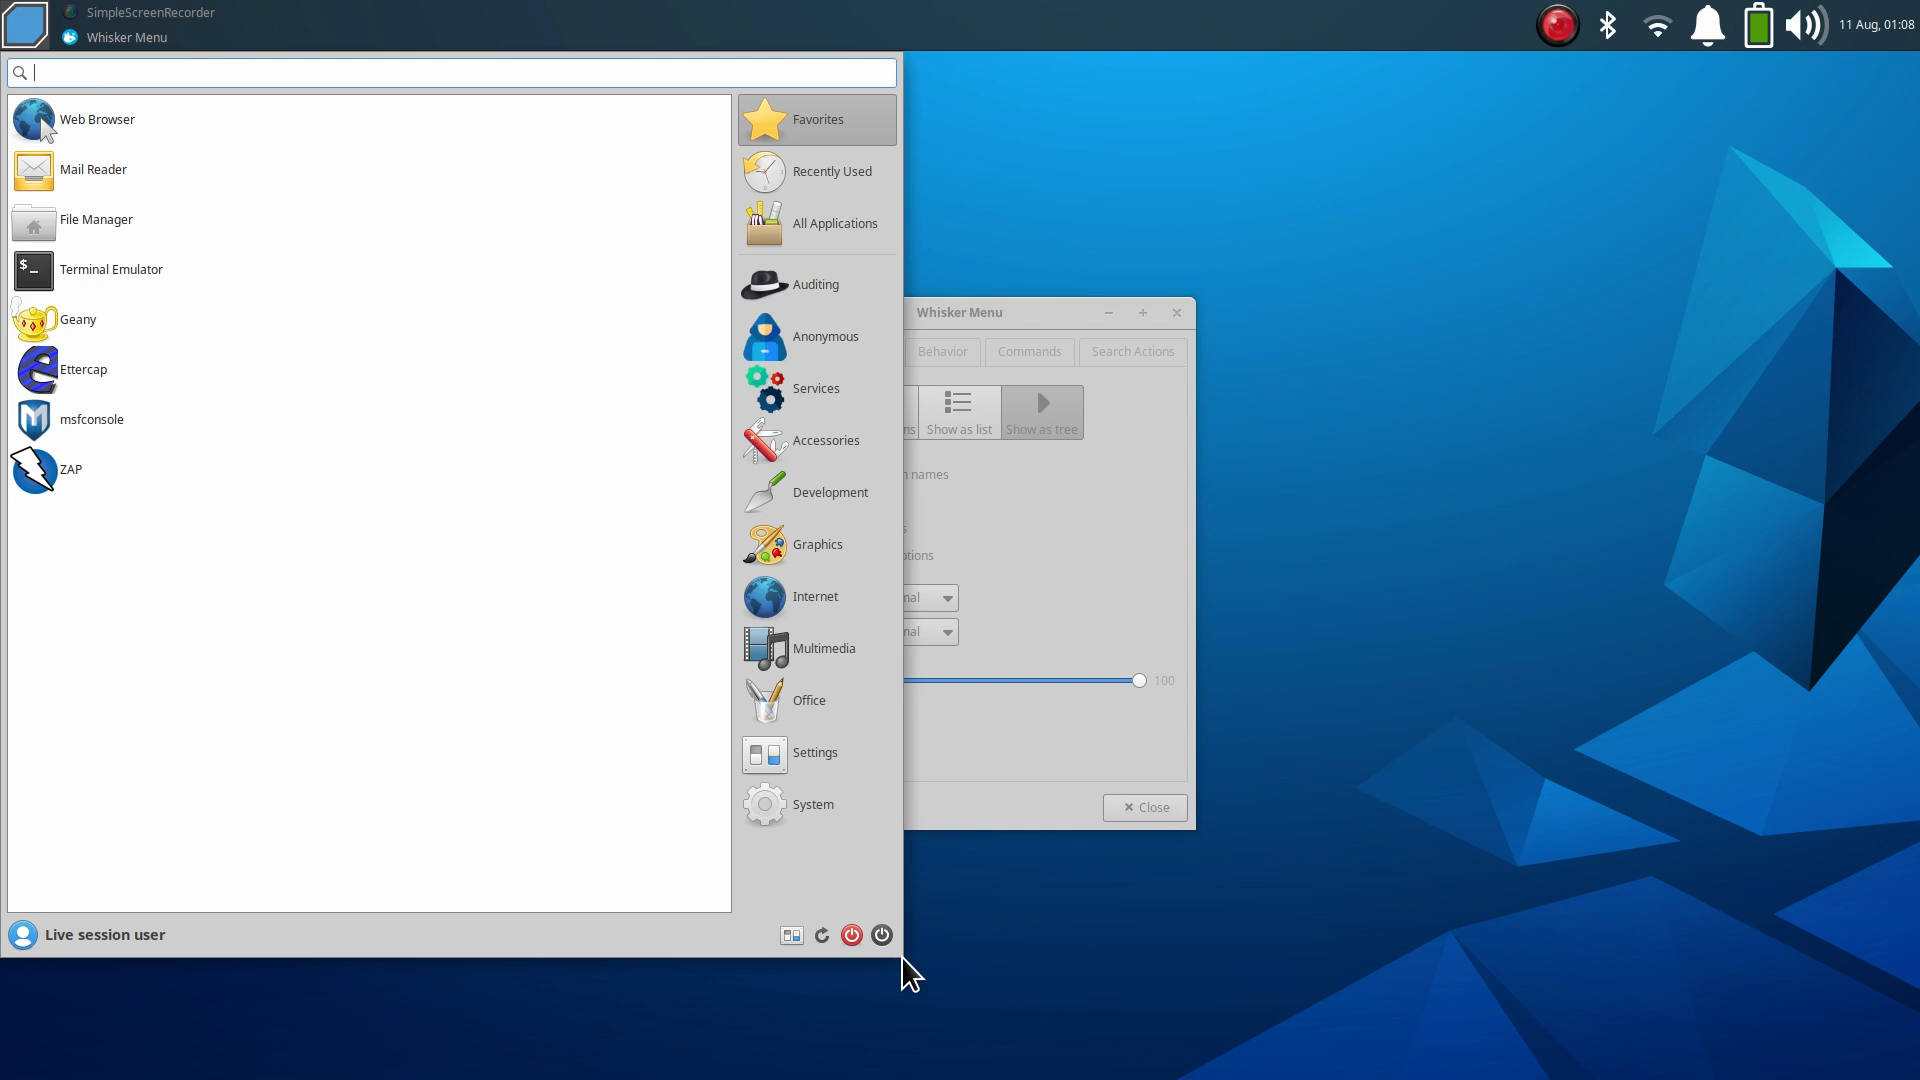 SimpleScreenRecorder
Whisker Menu
11 Aug, 01:08
Web Browser
Mail Reader
File Manager
$_
Terminal Emulator
Geany
Ettercap
msfconsole
ZAP
Favorites
Recently Used
All Applications
Auditing
Anonymous
Services
Accessories
Development
Graphics
Internet
Multimedia
Office
Settings
System
Live session user
Whisker Menu
Behavior Commands Search Actions
Show as list Show as tree
names
100
Close